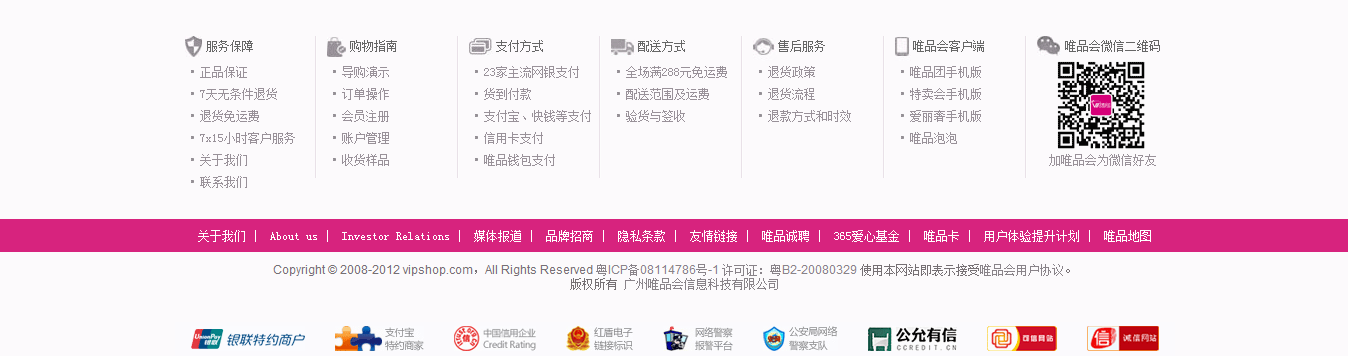 服务保障
正品保证
7天无条件退货
退货免运费
7x15小时客户服务
关于我们
联系我们
购物指南
导购演示
订单操作
会员注册
账户管理
收货样品
支付方式
23家主流网银支付
货到付款
支付宝、快钱等支付
信用卡支付
唯品钱包支付
配送方式
全场满288元免运费
配送范围及运费
验货与签收
售后服务
退货政策
退货流程
退款方式和时效
唯品会客户端
唯品团手机版
特卖会手机版
爱丽奢手机版
唯品泡泡
唯品会微信二维码
加唯品会为微信好友
关于我们 | About us | Investor Relations | 媒体报道 | 品牌招商 | 隐私条款 | 友情链接 | 唯品诚聘 | 365爱心基金 | 唯品卡 | 用户体验提升计划 | 唯品地图
Copyright © 2008-2012 vipshop.com，All Rights Reserved 粤ICP备08114786号-1 许可证：粤B2-20080329 使用本网站即表示接受唯品会用户协议。
版权所有 广州唯品会信息科技有限公司
UnionPay 银联 银联特约商户
支付宝
特约商家
中国信用企业
Credit Rating
红盾电子
链接标识
网络警察
报警平台
公安局网络
警察支队
公允有信
CCREDIT.CN
可信网站
信 诚信网站